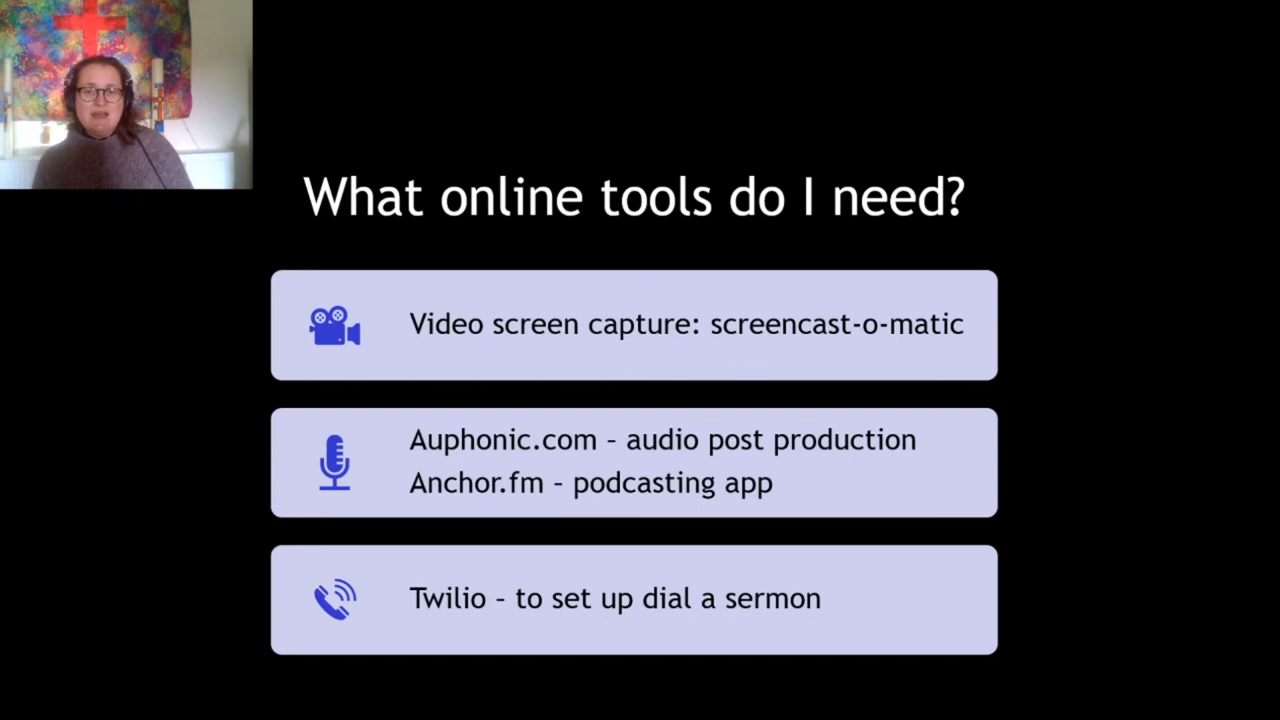 What online tools do I need?
Video screen capture: screencast-o-matic
Auphonic.com – audio post production
Anchor.fm – podcasting app
Twilio – to set up dial a sermon